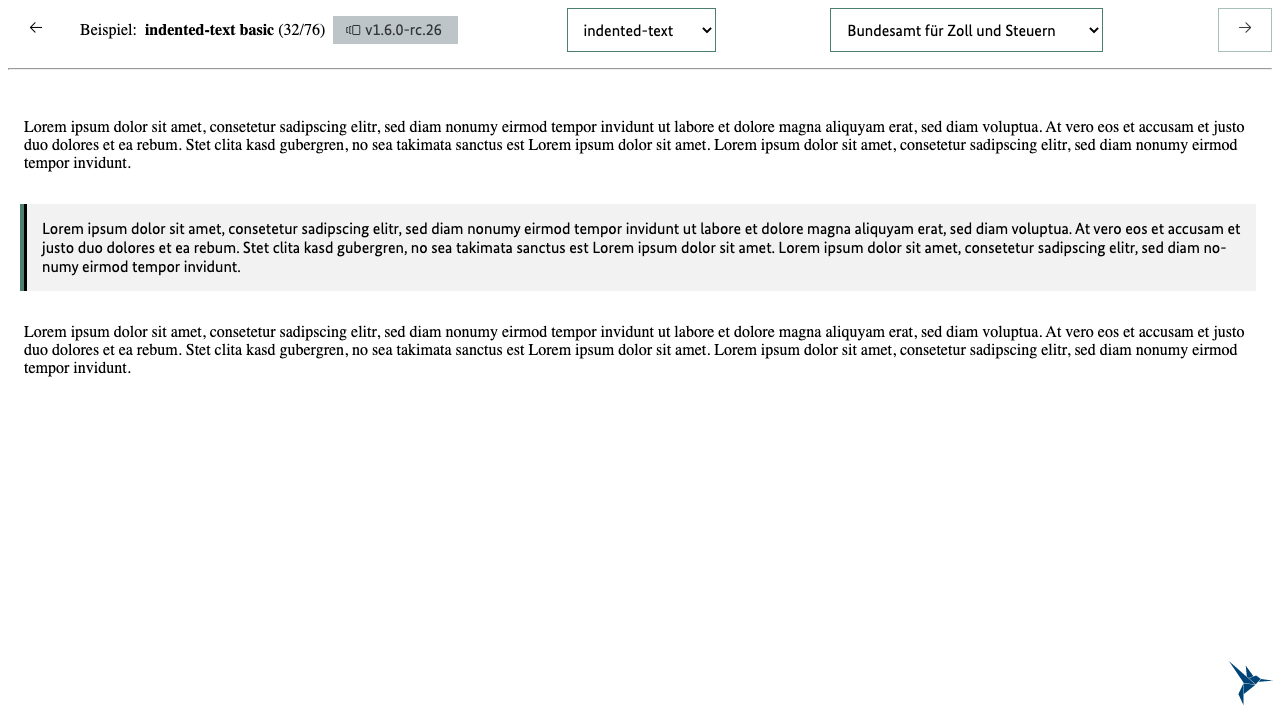 Beispiel: indented-text basic (32/76) v1.6.0-rc.26 indented-text Bundesamt für Zoll und Steuern
Lorem ipsum dolor sit amet, consetetur sadipscing elitr, sed diam nonumy eirmod tempor invidunt ut labore et dolore magna aliquyam erat, sed diam voluptua. At vero eos et accusam et justo
duo dolores et ea rebum. Stet clita kasd gubergren, no sea takimata sanctus est Lorem ipsum dolor sit amet. Lorem ipsum dolor sit amet, consetetur sadipscing elitr, sed diam nonumy eirmod
tempor invidunt.
Lorem ipsum dolor sit amet, consetetur sadipscing elitr, sed diam nonumy eirmod tempor invidunt ut labore et dolore magna aliquyam erat, sed diam voluptua. At vero eos et accusam et
justo duo dolores et ea rebum. Stet clita kasd gubergren, no sea takimata sanctus est Lorem ipsum dolor sit amet. Lorem ipsum dolor sit amet, consetetur sadipscing elitr, sed diam no-
numy eirmod tempor invidunt.
Lorem ipsum dolor sit amet, consetetur sadipscing elitr, sed diam nonumy eirmod tempor invidunt ut labore et dolore magna aliquyam erat, sed diam voluptua. At vero eos et accusam et justo
duo dolores et ea rebum. Stet clita kasd gubergren, no sea takimata sanctus est Lorem ipsum dolor sit amet. Lorem ipsum dolor sit amet, consetetur sadipscing elitr, sed diam nonumy eirmod
tempor invidunt.